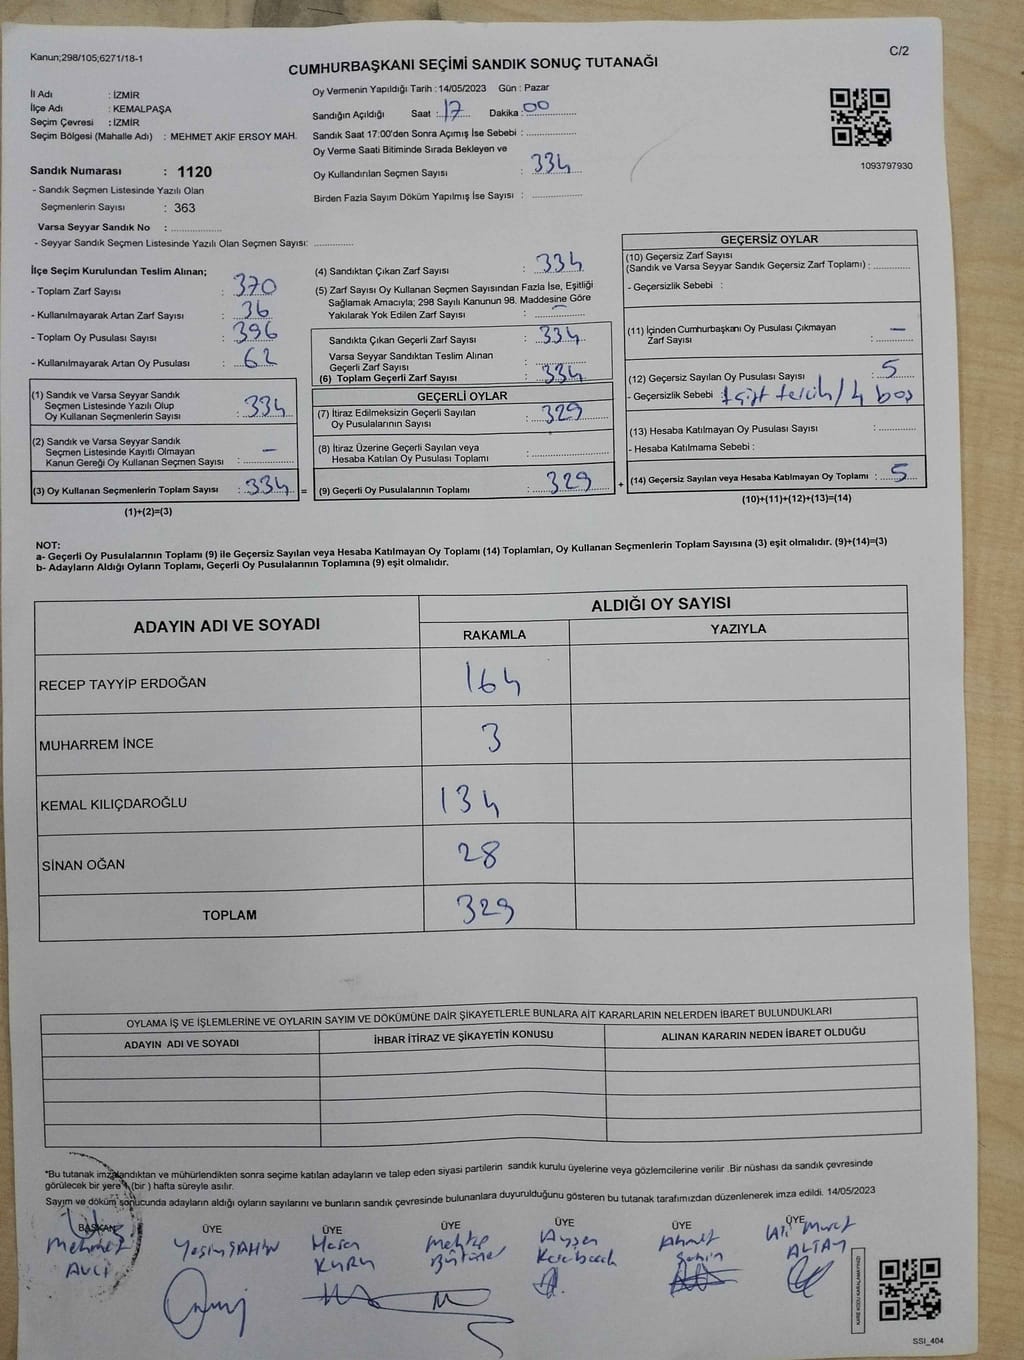 Kanun;298/105;6271/18-1
C/2
CUMHURBAŞKANI SEÇİMİ SANDIK SONUÇ TUTANAĞI
İl Adı : İZMİR
İlçe Adı : KEMALPAŞA
Seçim Çevresi : İZMİR
Seçim Bölgesi (Mahalle Adı) : MEHMET AKİF ERSOY MAH.
Sandık Numarası : 1120
- Sandık Seçmen Listesinde Yazılı Olan
Seçmenlerin Sayısı : 363
Varsa Seyyar Sandık No : ....................
- Seyyar Sandık Seçmen Listesinde Yazılı Olan Seçmen Sayısı: ..............
Oy Vermenin Yapıldığı Tarih : 14/05/2023 Gün : Pazar
Sandığın Açıldığı Saat : 17 Dakika : 00
Sandık Saat 17:00'den Sonra Açımış İse Sebebi : ....................
Oy Verme Saati Bitiminde Sırada Bekleyen ve
Oy Kullandırılan Seçmen Sayısı : 334
Birden Fazla Sayım Döküm Yapılmış İse Sayısı : ....................
1093797930
İlçe Seçim Kurulundan Teslim Alınan;
- Toplam Zarf Sayısı : 370
- Kullanılmayarak Artan Zarf Sayısı : 36
- Toplam Oy Pusulası Sayısı : 396
- Kullanılmayarak Artan Oy Pusulası : 62
(1) Sandık ve Varsa Seyyar Sandık
Seçmen Listesinde Yazılı Olup
Oy Kullanan Seçmenlerin Sayısı : 334
(2) Sandık ve Varsa Seyyar Sandık
Seçmen Listesinde Kayıtlı Olmayan
Kanun Gereği Oy Kullanan Seçmen Sayısı : –
(3) Oy Kullanan Seçmenlerin Toplam Sayısı : 334 =
(1)+(2)=(3)
(4) Sandıktan Çıkan Zarf Sayısı : 334
(5) Zarf Sayısı Oy Kullanan Seçmen Sayısından Fazla İse, Eşitliği
Sağlamak Amacıyla; 298 Sayılı Kanunun 98. Maddesine Göre
Yakılarak Yok Edilen Zarf Sayısı : –
Sandıkta Çıkan Geçerli Zarf Sayısı : 334
Varsa Seyyar Sandıktan Teslim Alınan
Geçerli Zarf Sayısı : ....................
(6) Toplam Geçerli Zarf Sayısı : 334
GEÇERLİ OYLAR
(7) İtiraz Edilmeksizin Geçerli Sayılan
Oy Pusulalarının Sayısı : 329
(8) İtiraz Üzerine Geçerli Sayılan veya
Hesaba Katılan Oy Pusulası Toplamı : ....................
(9) Geçerli Oy Pusulalarının Toplamı : 329 +
GEÇERSİZ OYLAR
(10) Geçersiz Zarf Sayısı
(Sandık ve Varsa Seyyar Sandık Geçersiz Zarf Toplamı) : ............
- Geçersizlik Sebebi :
(11) İçinden Cumhurbaşkanı Oy Pusulası Çıkmayan
Zarf Sayısı : –
(12) Geçersiz Sayılan Oy Pusulası Sayısı : 5
- Geçersizlik Sebebi 1 çift tercih / 4 boş
(13) Hesaba Katılmayan Oy Pusulası Sayısı : ............
- Hesaba Katılmama Sebebi :
(14) Geçersiz Sayılan veya Hesaba Katılmayan Oy Toplamı : 5
(10)+(11)+(12)+(13)=(14)
NOT:
a- Geçerli Oy Pusulalarının Toplamı (9) ile Geçersiz Sayılan veya Hesaba Katılmayan Oy Toplamı (14) Toplamları, Oy Kullanan Seçmenlerin Toplam Sayısına (3) eşit olmalıdır. (9)+(14)=(3)
b- Adayların Aldığı Oyların Toplamı, Geçerli Oy Pusulalarının Toplamına (9) eşit olmalıdır.
ADAYIN ADI VE SOYADI
ALDIĞI OY SAYISI
RAKAMLA YAZIYLA
RECEP TAYYİP ERDOĞAN 164
MUHARREM İNCE 3
KEMAL KILIÇDAROĞLU 134
SİNAN OĞAN 28
TOPLAM 329
OYLAMA İŞ VE İŞLEMLERİNE VE OYLARIN SAYIM VE DÖKÜMÜNE DAİR ŞİKAYETLERLE BUNLARA AİT KARARLARIN NELERDEN İBARET BULUNDUKLARI
ADAYIN ADI VE SOYADI İHBAR İTİRAZ VE ŞİKAYETİN KONUSU ALINAN KARARIN NEDEN İBARET OLDUĞU
*Bu tutanak imzalandıktan ve mühürlendikten sonra seçime katılan adayların ve talep eden siyasi partilerin sandık kurulu üyelerine veya gözlemcilerine verilir .Bir nüshası da sandık çevresinde
görülecek bir yere (bir ) hafta süreyle asılır.
Sayım ve döküm sonucunda adayların aldığı oyların sayılarını ve bunların sandık çevresinde bulunanlara duyurulduğunu gösteren bu tutanak tarafımızdan düzenlenerek imza edildi. 14/05/2023
BAŞKAN ÜYE ÜYE ÜYE ÜYE ÜYE ÜYE
Mehmet Yasin ŞAHİN Hasan Mehtap Ayşen Ahmet Ali Murat
AVCI KURU Bütüner Karabacak Şahin ALTAY
KARE KODU KARALAMAYINIZ!
SSI_404